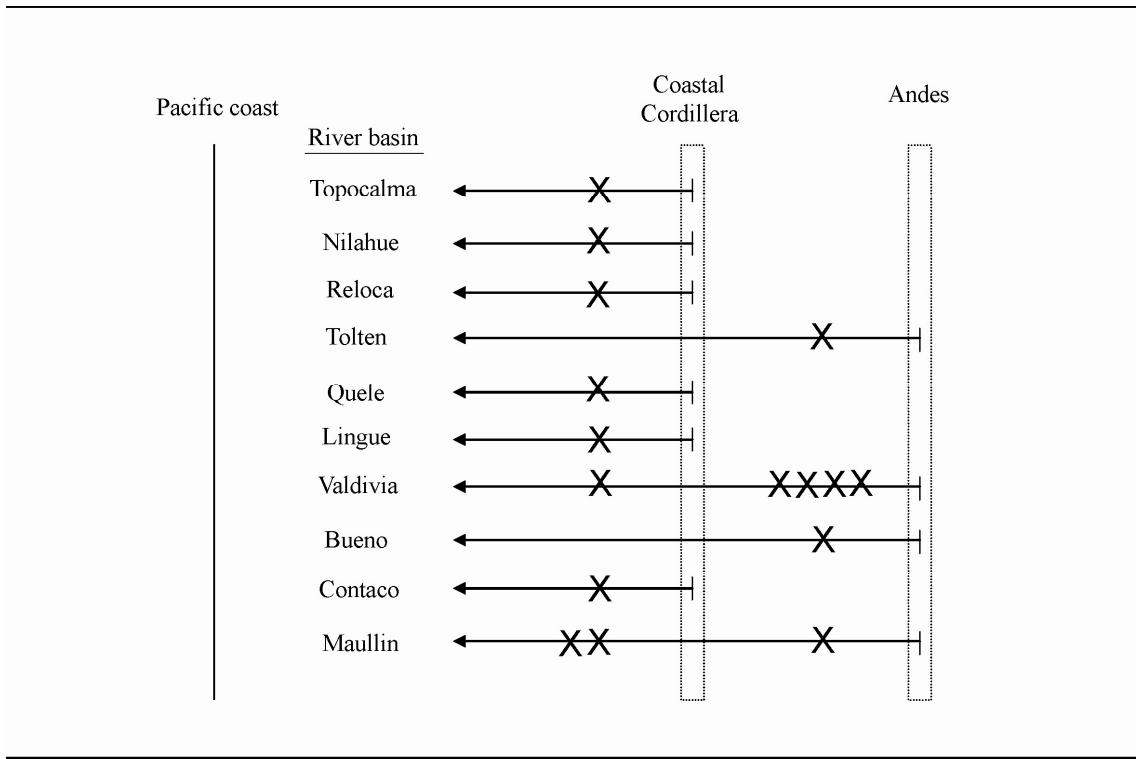 Pacific coast
Coastal
Cordillera
Andes
River basin
Topocalma
Nilahue
Reloca
Tolten
Quele
Lingue
Valdivia
Bueno
Contaco
Maullin